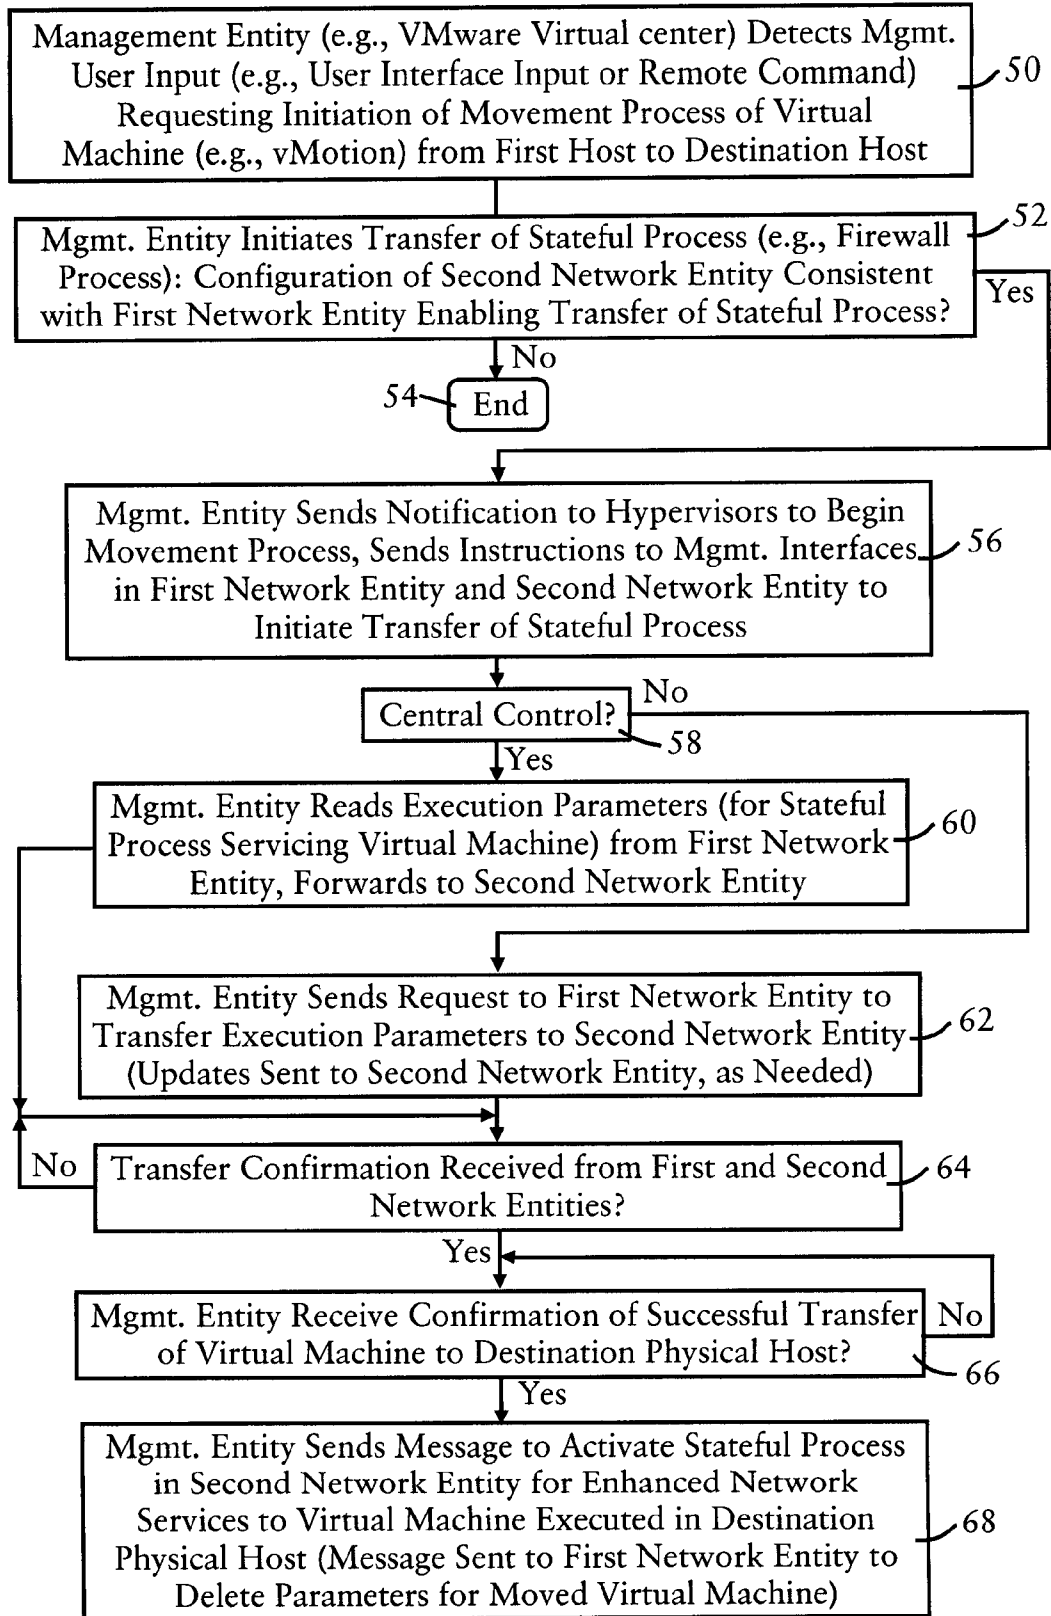 Management Entity (e.g., VMware Virtual center) Detects Mgmt.
User Input (e.g., User Interface Input or Remote Command)
Requesting Initiation of Movement Process of Virtual
Machine (e.g., vMotion) from First Host to Destination Host
50
Mgmt. Entity Initiates Transfer of Stateful Process (e.g., Firewall
Process): Configuration of Second Network Entity Consistent
with First Network Entity Enabling Transfer of Stateful Process?
52
Yes
No
54
End
Mgmt. Entity Sends Notification to Hypervisors to Begin
Movement Process, Sends Instructions to Mgmt. Interfaces
in First Network Entity and Second Network Entity to
Initiate Transfer of Stateful Process
56
Central Control?
No
58
Yes
Mgmt. Entity Reads Execution Parameters (for Stateful
Process Servicing Virtual Machine) from First Network
Entity, Forwards to Second Network Entity
60
Mgmt. Entity Sends Request to First Network Entity to
Transfer Execution Parameters to Second Network Entity
(Updates Sent to Second Network Entity, as Needed)
62
No
Transfer Confirmation Received from First and Second
Network Entities?
64
Yes
Mgmt. Entity Receive Confirmation of Successful Transfer
of Virtual Machine to Destination Physical Host?
No
66
Yes
Mgmt. Entity Sends Message to Activate Stateful Process
in Second Network Entity for Enhanced Network
Services to Virtual Machine Executed in Destination
Physical Host (Message Sent to First Network Entity to
Delete Parameters for Moved Virtual Machine)
68